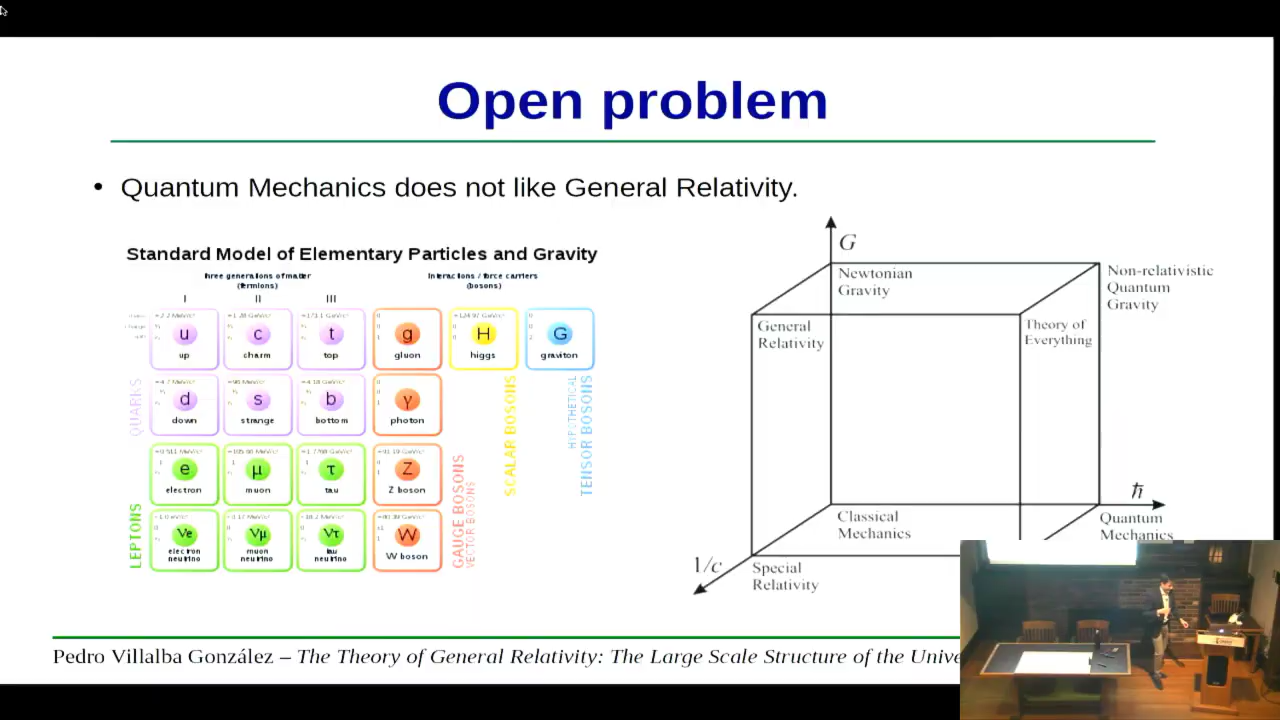 Open problem
• Quantum Mechanics does not like General Relativity.
Standard Model of Elementary Particles and Gravity
three generations of matter
(fermions)
interactions / force carriers
(bosons)
I II III
u
up
c
charm
t
top
g
gluon
H
higgs
G
graviton
d
down
s
strange
b
bottom
γ
photon
e
electron
μ
muon
τ
tau
Z
Z boson
νe
electron
neutrino
νμ
muon
neutrino
ντ
tau
neutrino
W
W boson
QUARKS
LEPTONS
GAUGE BOSONS
VECTOR BOSONS
SCALAR BOSONS
HYPOTHETICAL
TENSOR BOSONS
G
Newtonian
Gravity
Non-relativistic
Quantum
Gravity
General
Relativity
Theory of
Everything
ħ
Classical
Mechanics
Quantum
Mechanics
1/c
Special
Relativity
Pedro Villalba González – The Theory of General Relativity: The Large Scale Structure of the Unive